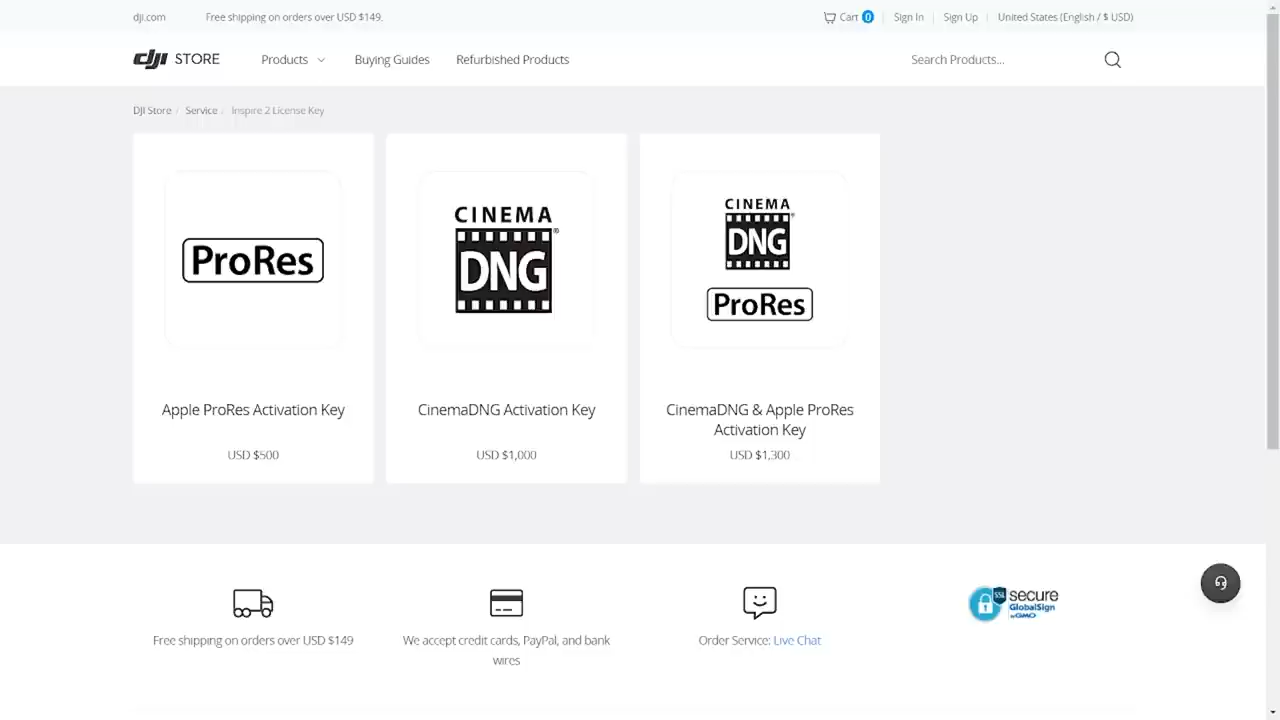 dji.com Free shipping on orders over USD $149. Cart 0 Sign In Sign Up United States (English / $ USD)
dji STORE Products Buying Guides Refurbished Products Search Products...
DJI Store / Service / Inspire 2 License Key
ProRes
CINEMA
DNG
®
CINEMA
DNG
®
ProRes
Apple ProRes Activation Key
USD $500
CinemaDNG Activation Key
USD $1,000
CinemaDNG & Apple ProRes
Activation Key
USD $1,300
Free shipping on orders over USD $149
We accept credit cards, PayPal, and bank
wires
Order Service: Live Chat
SSL secure
GlobalSign
by GMO